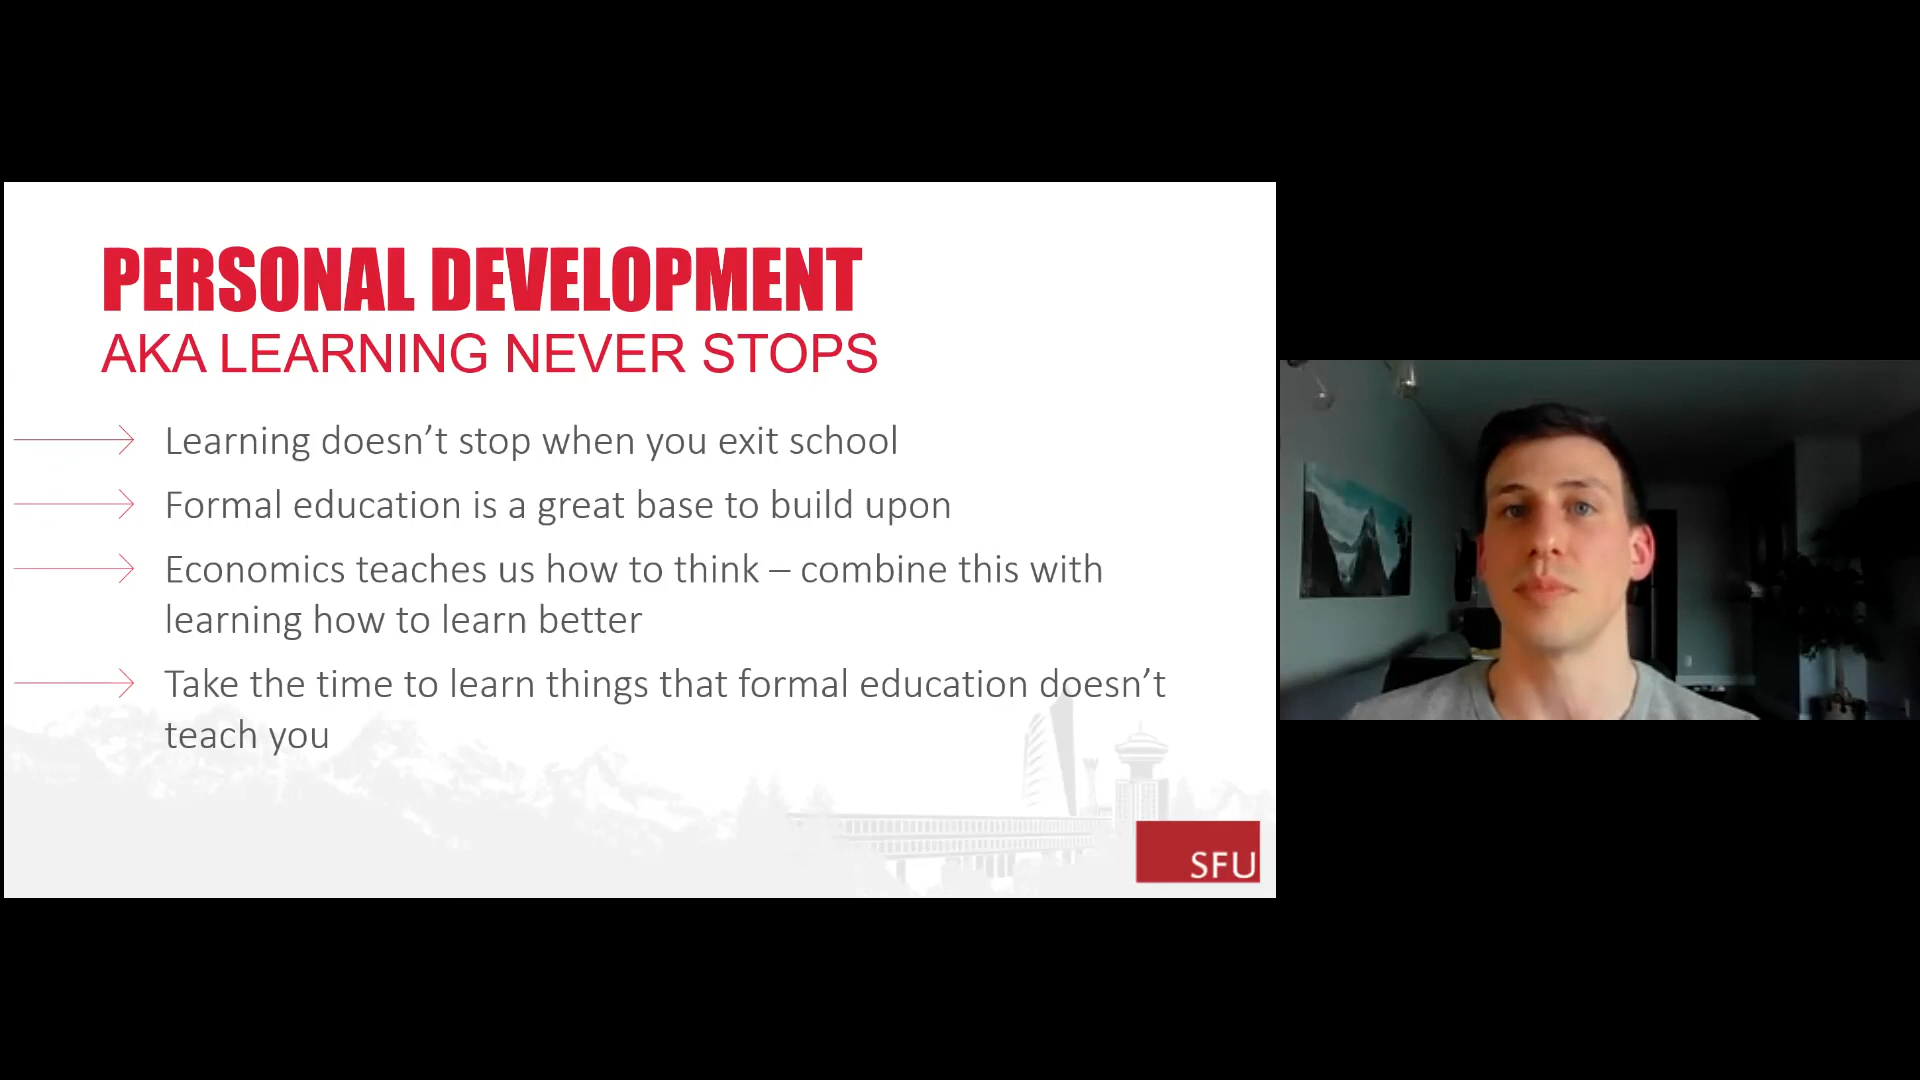 PERSONAL DEVELOPMENT
AKA LEARNING NEVER STOPS
Learning doesn’t stop when you exit school
Formal education is a great base to build upon
Economics teaches us how to think – combine this with
learning how to learn better
Take the time to learn things that formal education doesn’t
teach you
SFU